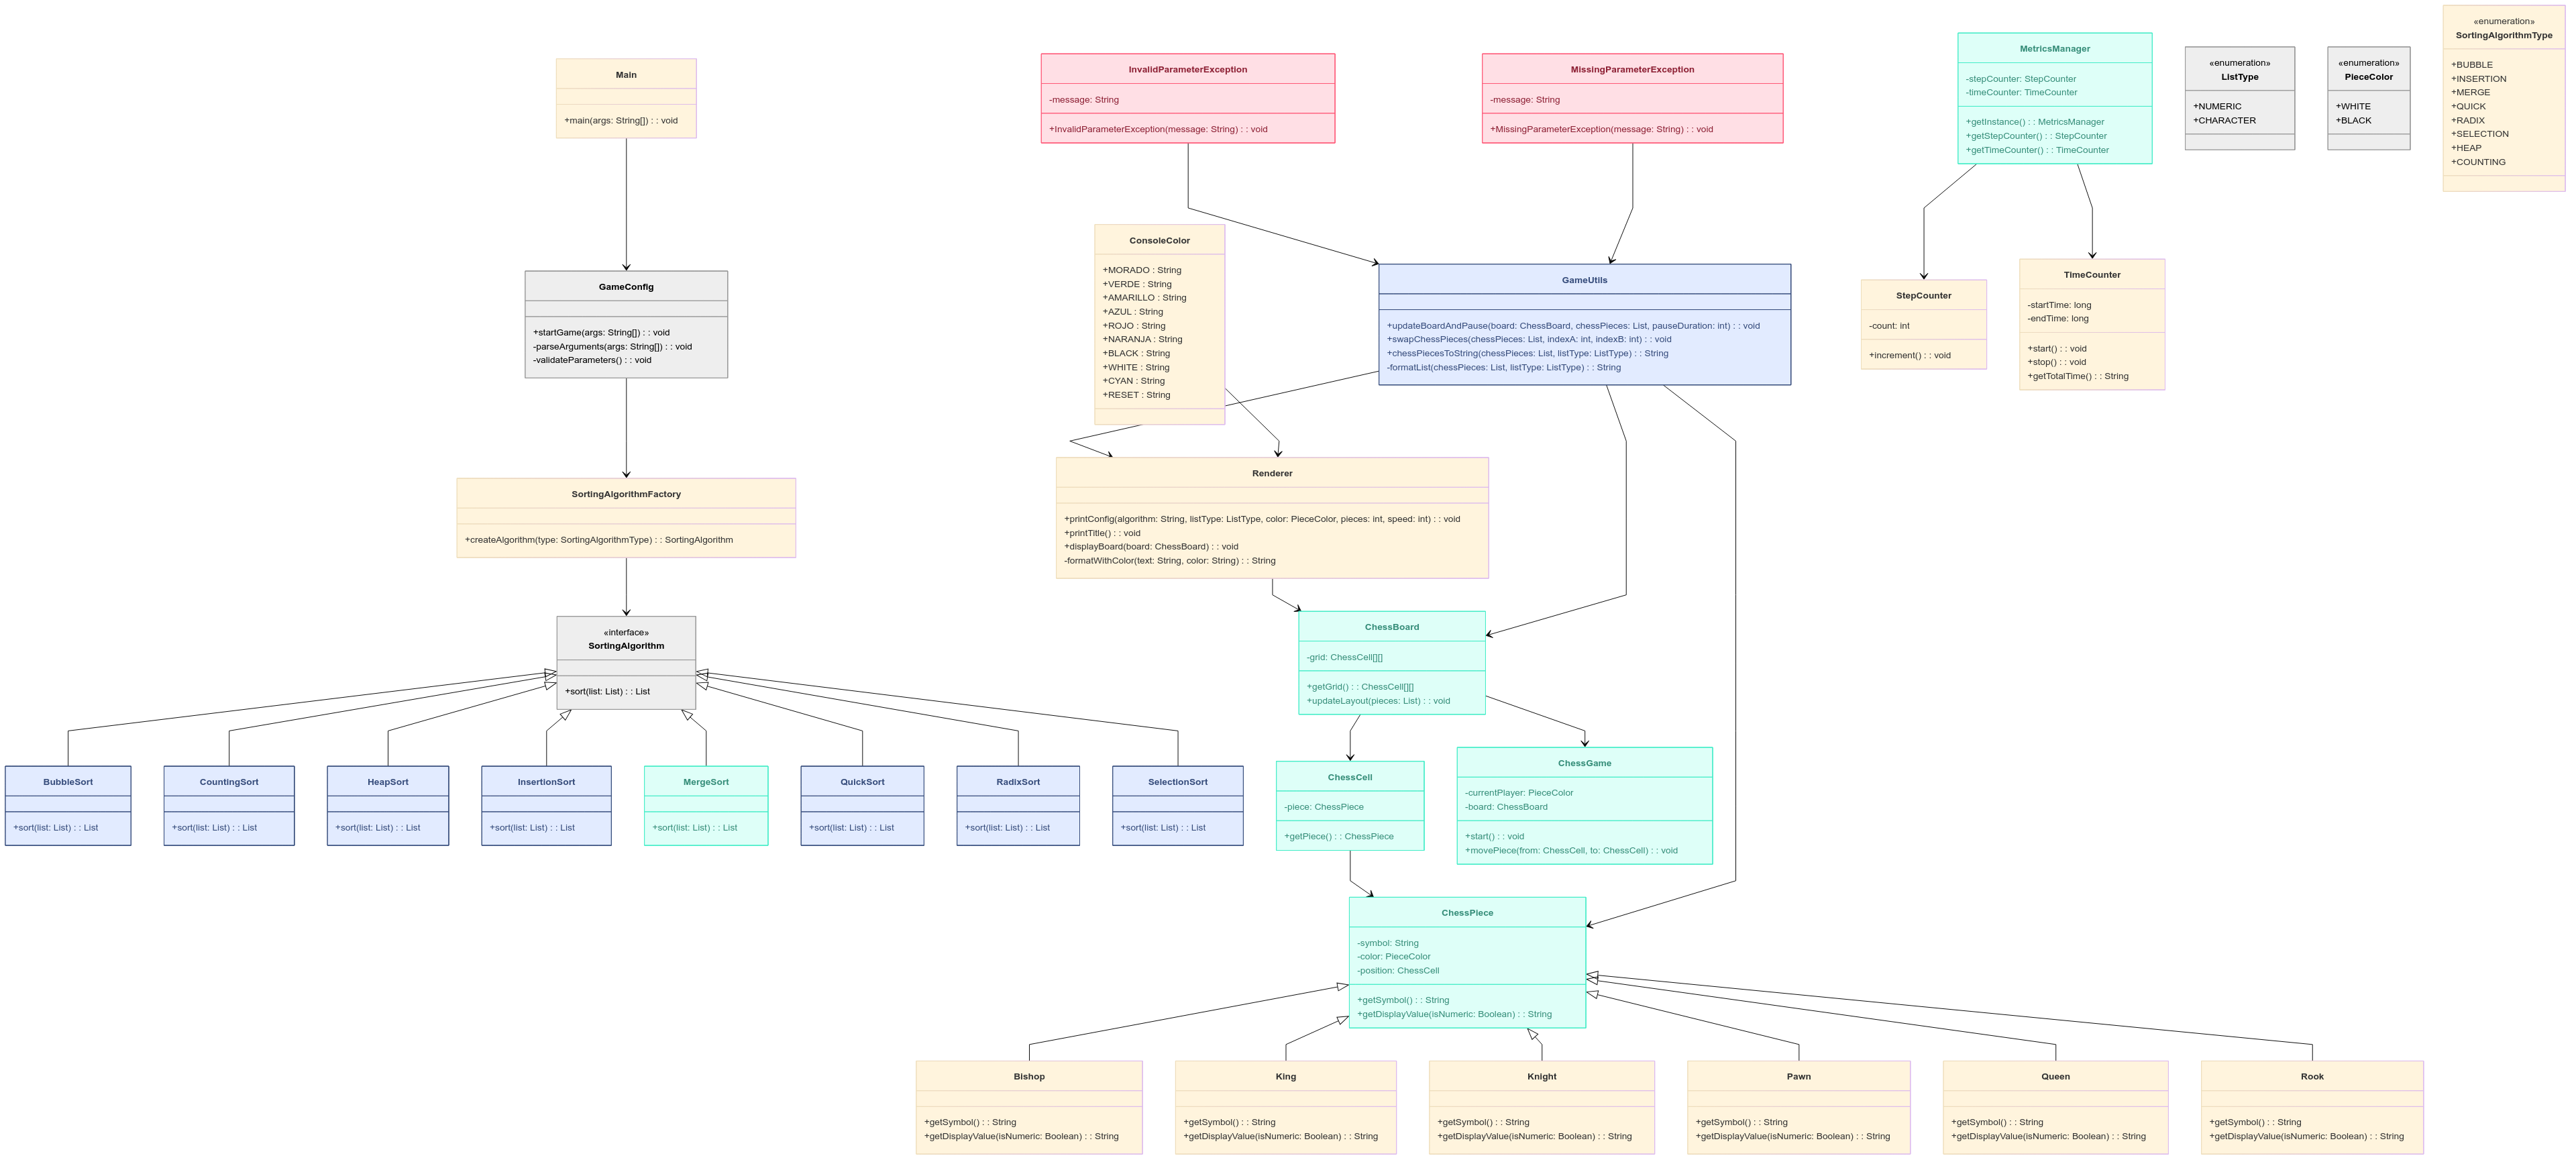 Main
+main(args: String[]) : : void
GameConfig
+startGame(args: String[]) : : void
-parseArguments(args: String[]) : : void
-validateParameters() : : void
SortingAlgorithmFactory
+createAlgorithm(type: SortingAlgorithmType) : : SortingAlgorithm
«interface»
SortingAlgorithm
+sort(list: List) : : List
BubbleSort
+sort(list: List) : : List
CountingSort
+sort(list: List) : : List
HeapSort
+sort(list: List) : : List
InsertionSort
+sort(list: List) : : List
MergeSort
+sort(list: List) : : List
QuickSort
+sort(list: List) : : List
RadixSort
+sort(list: List) : : List
SelectionSort
+sort(list: List) : : List
InvalidParameterException
-message: String
+InvalidParameterException(message: String) : : void
MissingParameterException
-message: String
+MissingParameterException(message: String) : : void
ConsoleColor
+MORADO : String
+VERDE : String
+AMARILLO : String
+AZUL : String
+ROJO : String
+NARANJA : String
+BLACK : String
+WHITE : String
+CYAN : String
+RESET : String
GameUtils
+updateBoardAndPause(board: ChessBoard, chessPieces: List, pauseDuration: int) : : void
+swapChessPieces(chessPieces: List, indexA: int, indexB: int) : : void
+chessPiecesToString(chessPieces: List, listType: ListType) : : String
-formatList(chessPieces: List, listType: ListType) : : String
Renderer
+printConfig(algorithm: String, listType: ListType, color: PieceColor, pieces: int, speed: int) : : void
+printTitle() : : void
+displayBoard(board: ChessBoard) : : void
-formatWithColor(text: String, color: String) : : String
ChessBoard
-grid: ChessCell[][]
+getGrid() : : ChessCell[][]
+updateLayout(pieces: List) : : void
ChessCell
-piece: ChessPiece
+getPiece() : : ChessPiece
ChessGame
-currentPlayer: PieceColor
-board: ChessBoard
+start() : : void
+movePiece(from: ChessCell, to: ChessCell) : : void
ChessPiece
-symbol: String
-color: PieceColor
-position: ChessCell
+getSymbol() : : String
+getDisplayValue(isNumeric: Boolean) : : String
Bishop
+getSymbol() : : String
+getDisplayValue(isNumeric: Boolean) : : String
King
+getSymbol() : : String
+getDisplayValue(isNumeric: Boolean) : : String
Knight
+getSymbol() : : String
+getDisplayValue(isNumeric: Boolean) : : String
Pawn
+getSymbol() : : String
+getDisplayValue(isNumeric: Boolean) : : String
Queen
+getSymbol() : : String
+getDisplayValue(isNumeric: Boolean) : : String
Rook
+getSymbol() : : String
+getDisplayValue(isNumeric: Boolean) : : String
MetricsManager
-stepCounter: StepCounter
-timeCounter: TimeCounter
+getInstance() : : MetricsManager
+getStepCounter() : : StepCounter
+getTimeCounter() : : TimeCounter
StepCounter
-count: int
+increment() : : void
TimeCounter
-startTime: long
-endTime: long
+start() : : void
+stop() : : void
+getTotalTime() : : String
«enumeration»
ListType
+NUMERIC
+CHARACTER
«enumeration»
PieceColor
+WHITE
+BLACK
«enumeration»
SortingAlgorithmType
+BUBBLE
+INSERTION
+MERGE
+QUICK
+RADIX
+SELECTION
+HEAP
+COUNTING